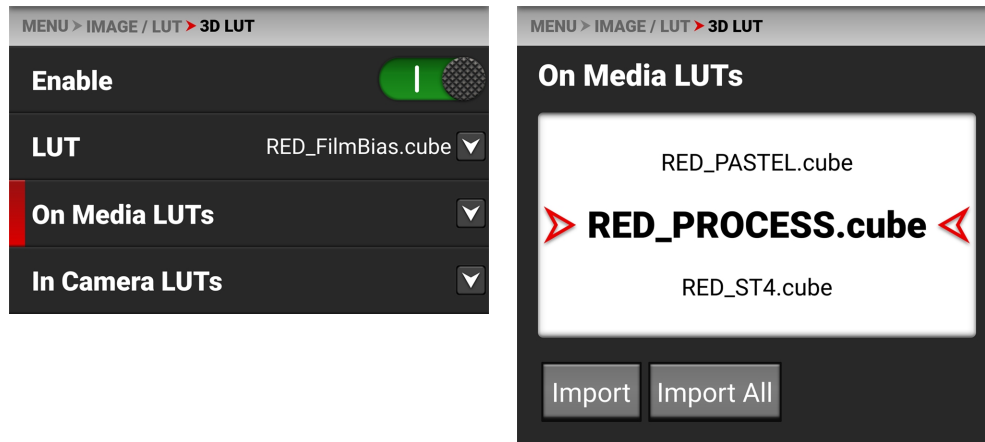 MENU > IMAGE / LUT > 3D LUT
Enable
LUT RED_FilmBias.cube
On Media LUTs
In Camera LUTs
MENU > IMAGE / LUT > 3D LUT
On Media LUTs
RED_PASTEL.cube
RED_PROCESS.cube
RED_ST4.cube
Import Import All